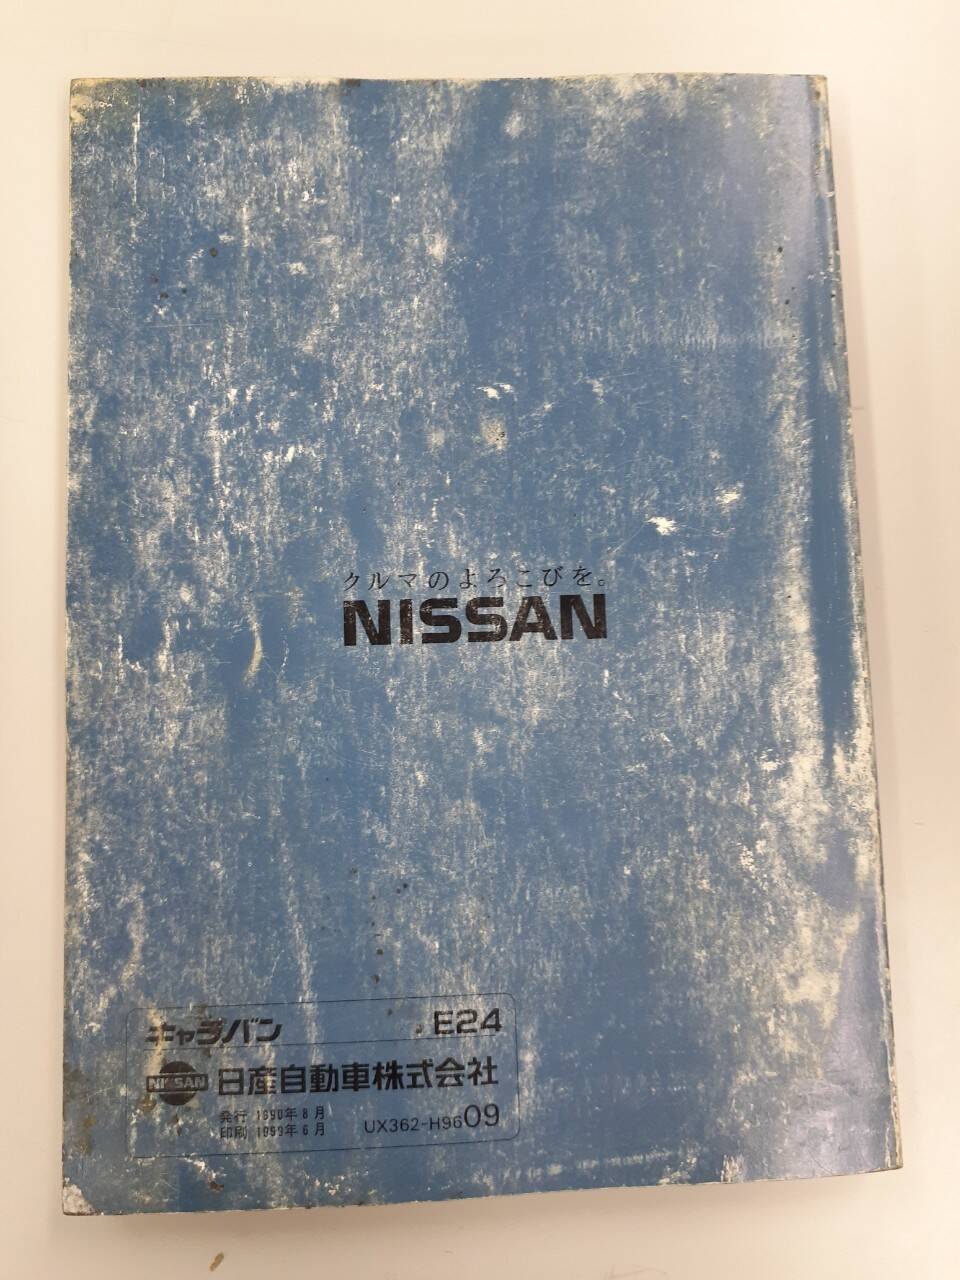 クルマのよろこびを。
NISSAN
キャラバン E24
NISSAN 日産自動車株式会社
発行 1990年8月
印刷 1993年6月 UX362-H9609